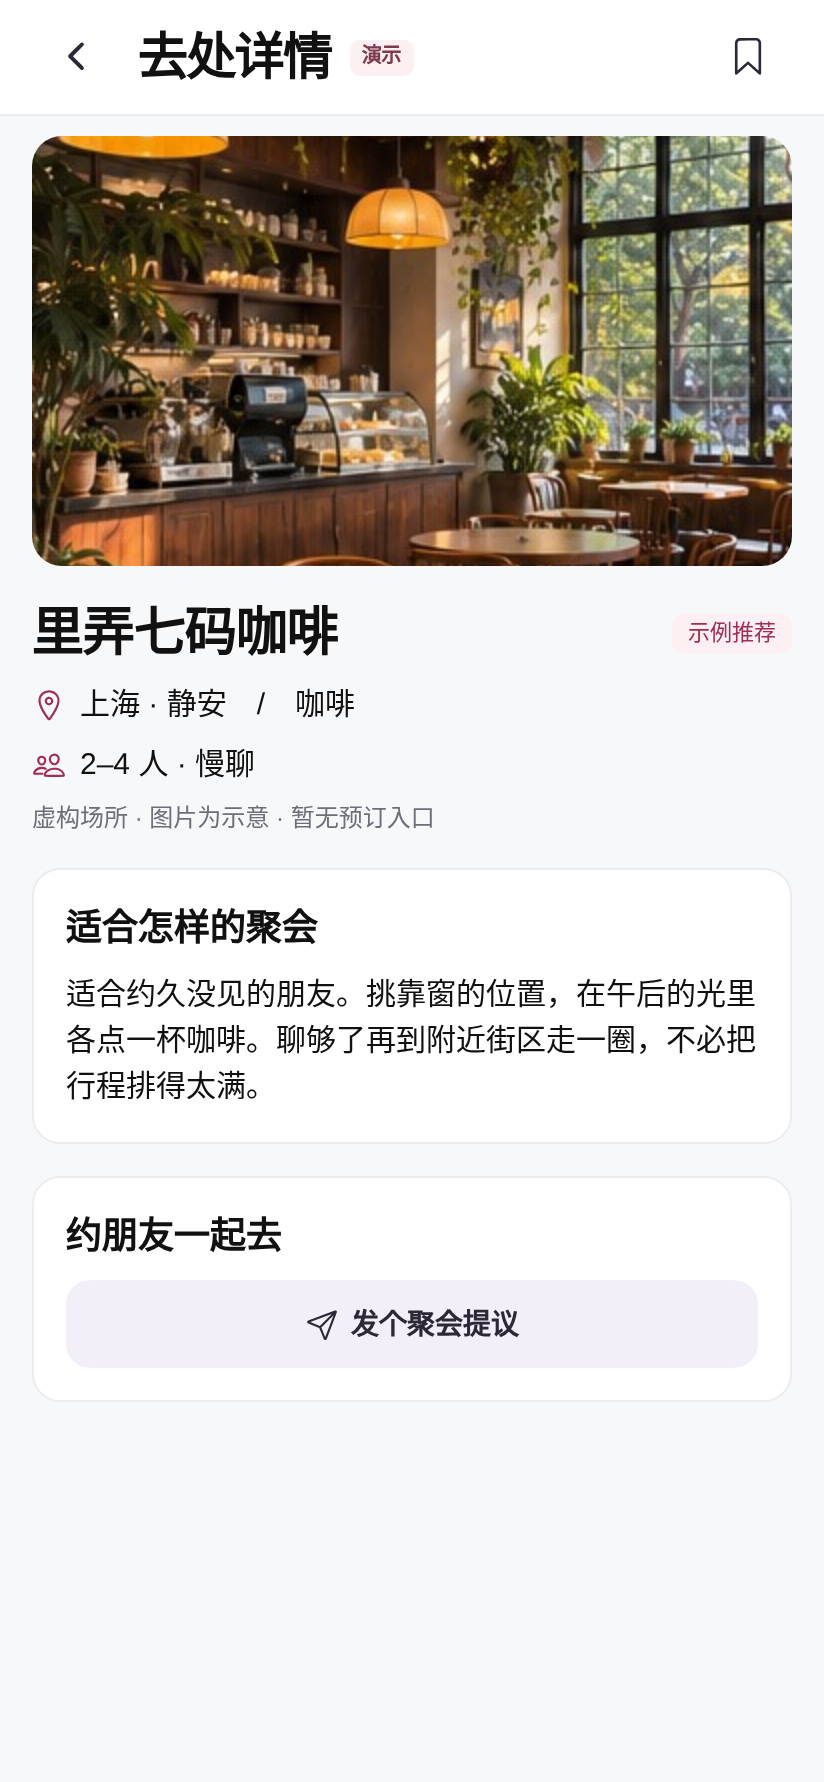 去处详情 演示
里弄七码咖啡 示例推荐
上海 · 静安 / 咖啡
2–4 人 · 慢聊
虚构场所 · 图片为示意 · 暂无预订入口
适合怎样的聚会
适合约久没见的朋友。挑靠窗的位置，在午后的光里
各点一杯咖啡。聊够了再到附近街区走一圈，不必把
行程排得太满。
约朋友一起去
发个聚会提议